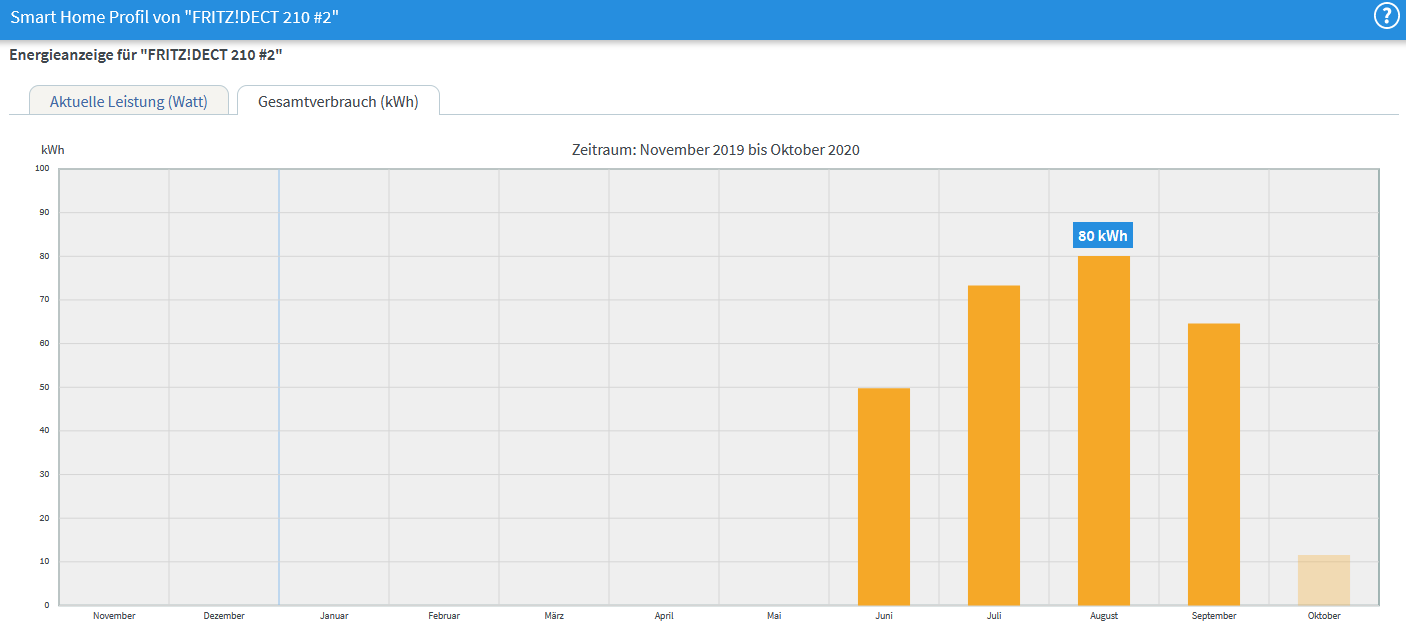 Smart Home Profil von "FRITZ!DECT 210 #2"
?
Energieanzeige für "FRITZ!DECT 210 #2"
Aktuelle Leistung (Watt)
Gesamtverbrauch (kWh)
kWh
Zeitraum: November 2019 bis Oktober 2020
100
90
80
70
60
50
40
30
20
10
0
80 kWh
November
Dezember
Januar
Februar
März
April
Mai
Juni
Juli
August
September
Oktober